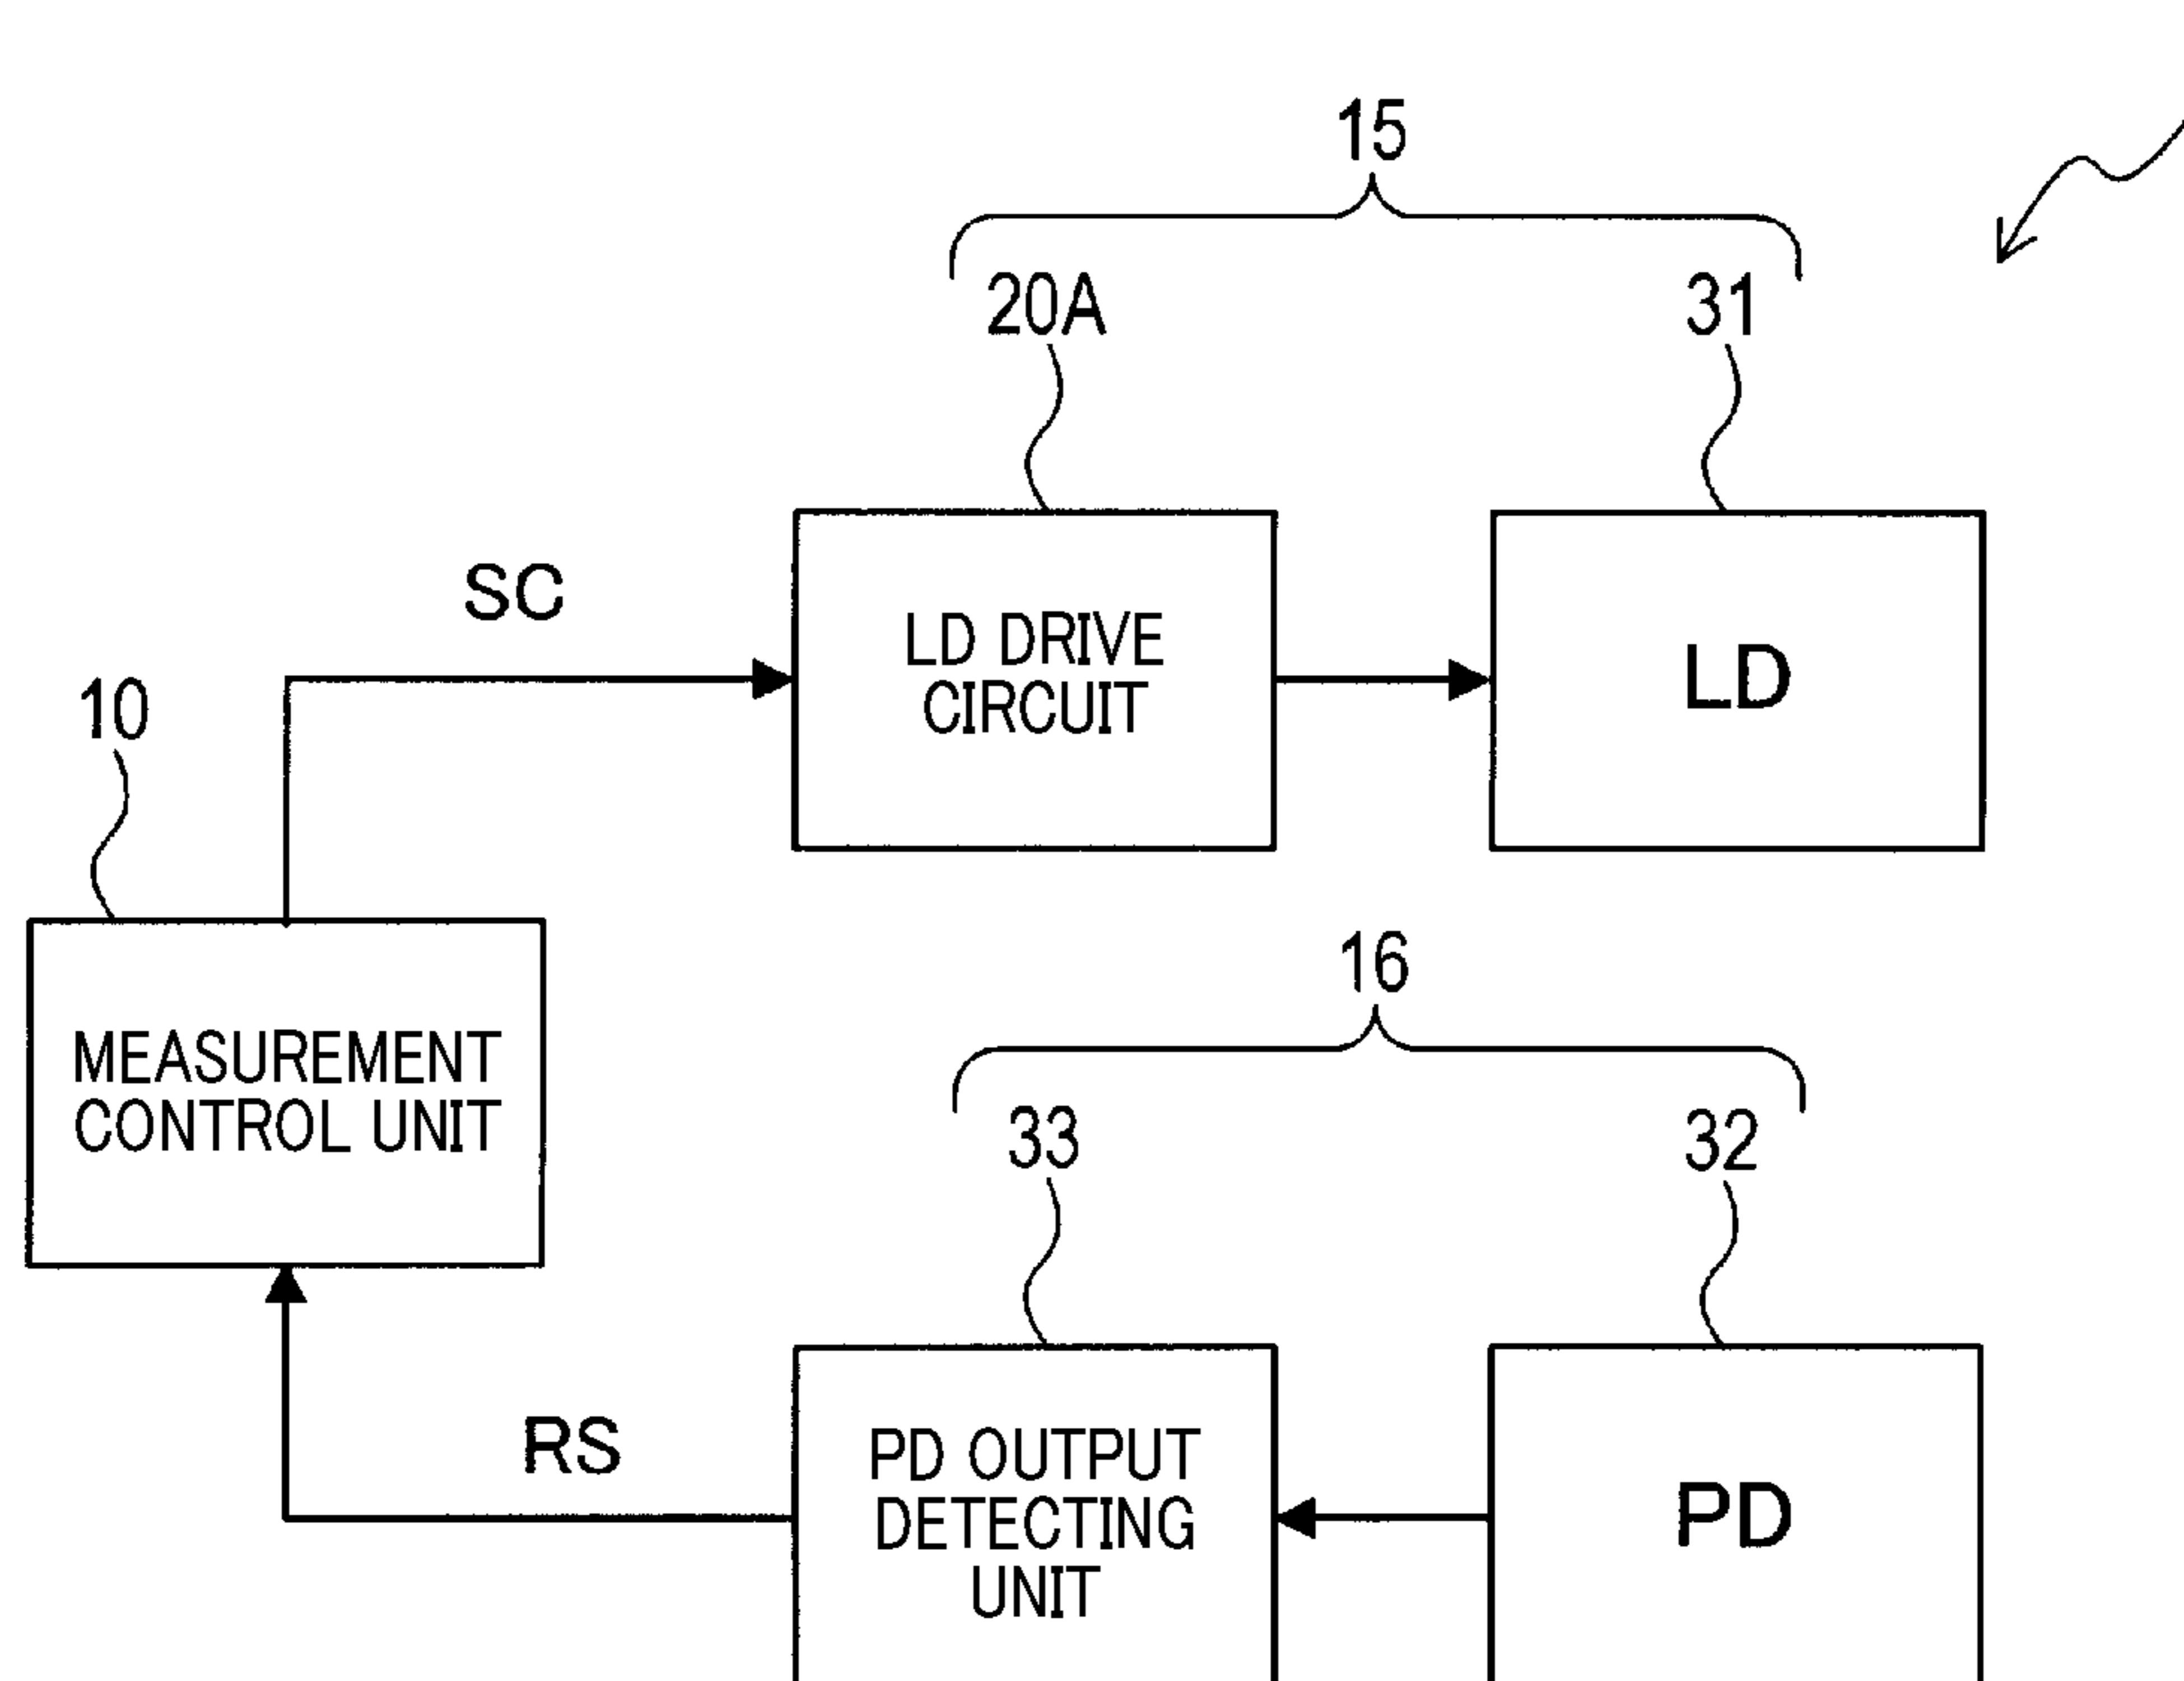 15
20A
31
SC
LD DRIVE
CIRCUIT
LD
10
MEASUREMENT
CONTROL UNIT
16
33
32
RS
PD OUTPUT
DETECTING
UNIT
PD